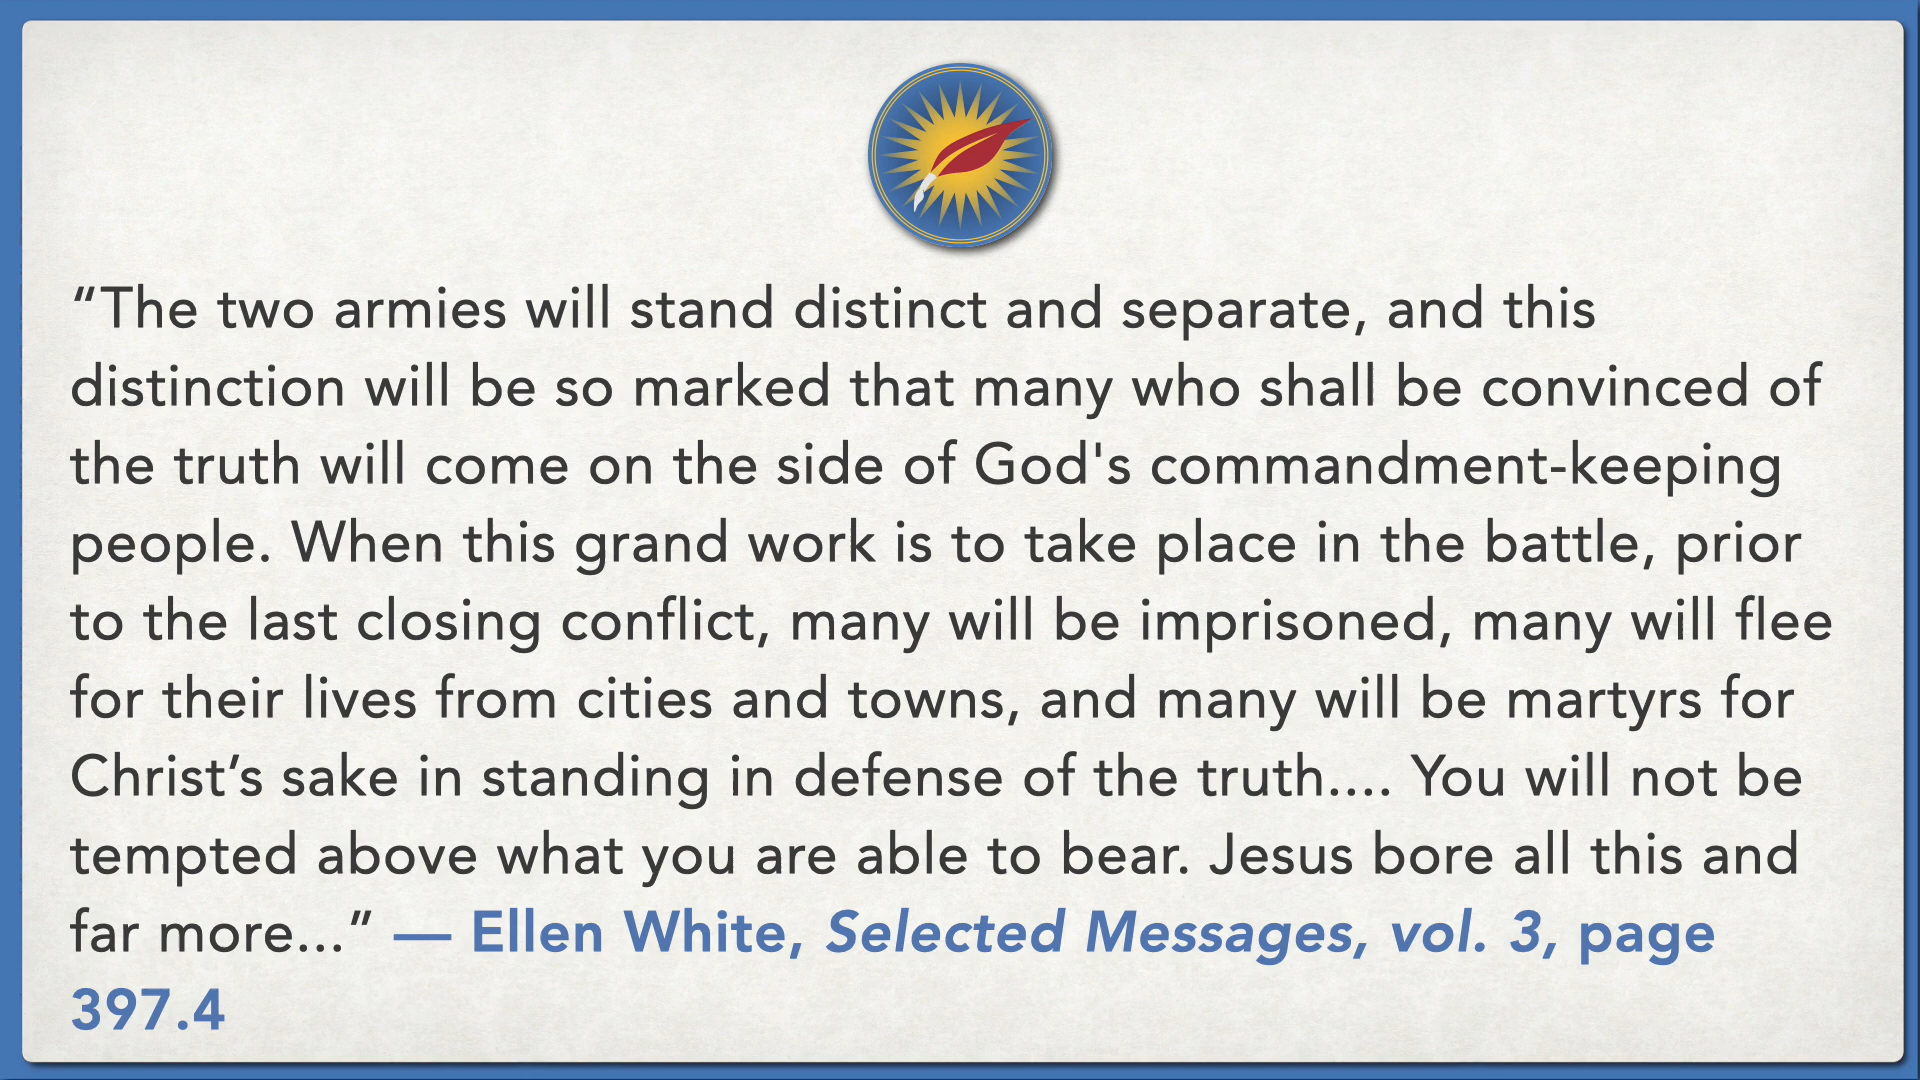 “The two armies will stand distinct and separate, and this
distinction will be so marked that many who shall be convinced of
the truth will come on the side of God's commandment-keeping
people. When this grand work is to take place in the battle, prior
to the last closing conflict, many will be imprisoned, many will flee
for their lives from cities and towns, and many will be martyrs for
Christ’s sake in standing in defense of the truth.... You will not be
tempted above what you are able to bear. Jesus bore all this and
far more...” — Ellen White, Selected Messages, vol. 3, page
397.4